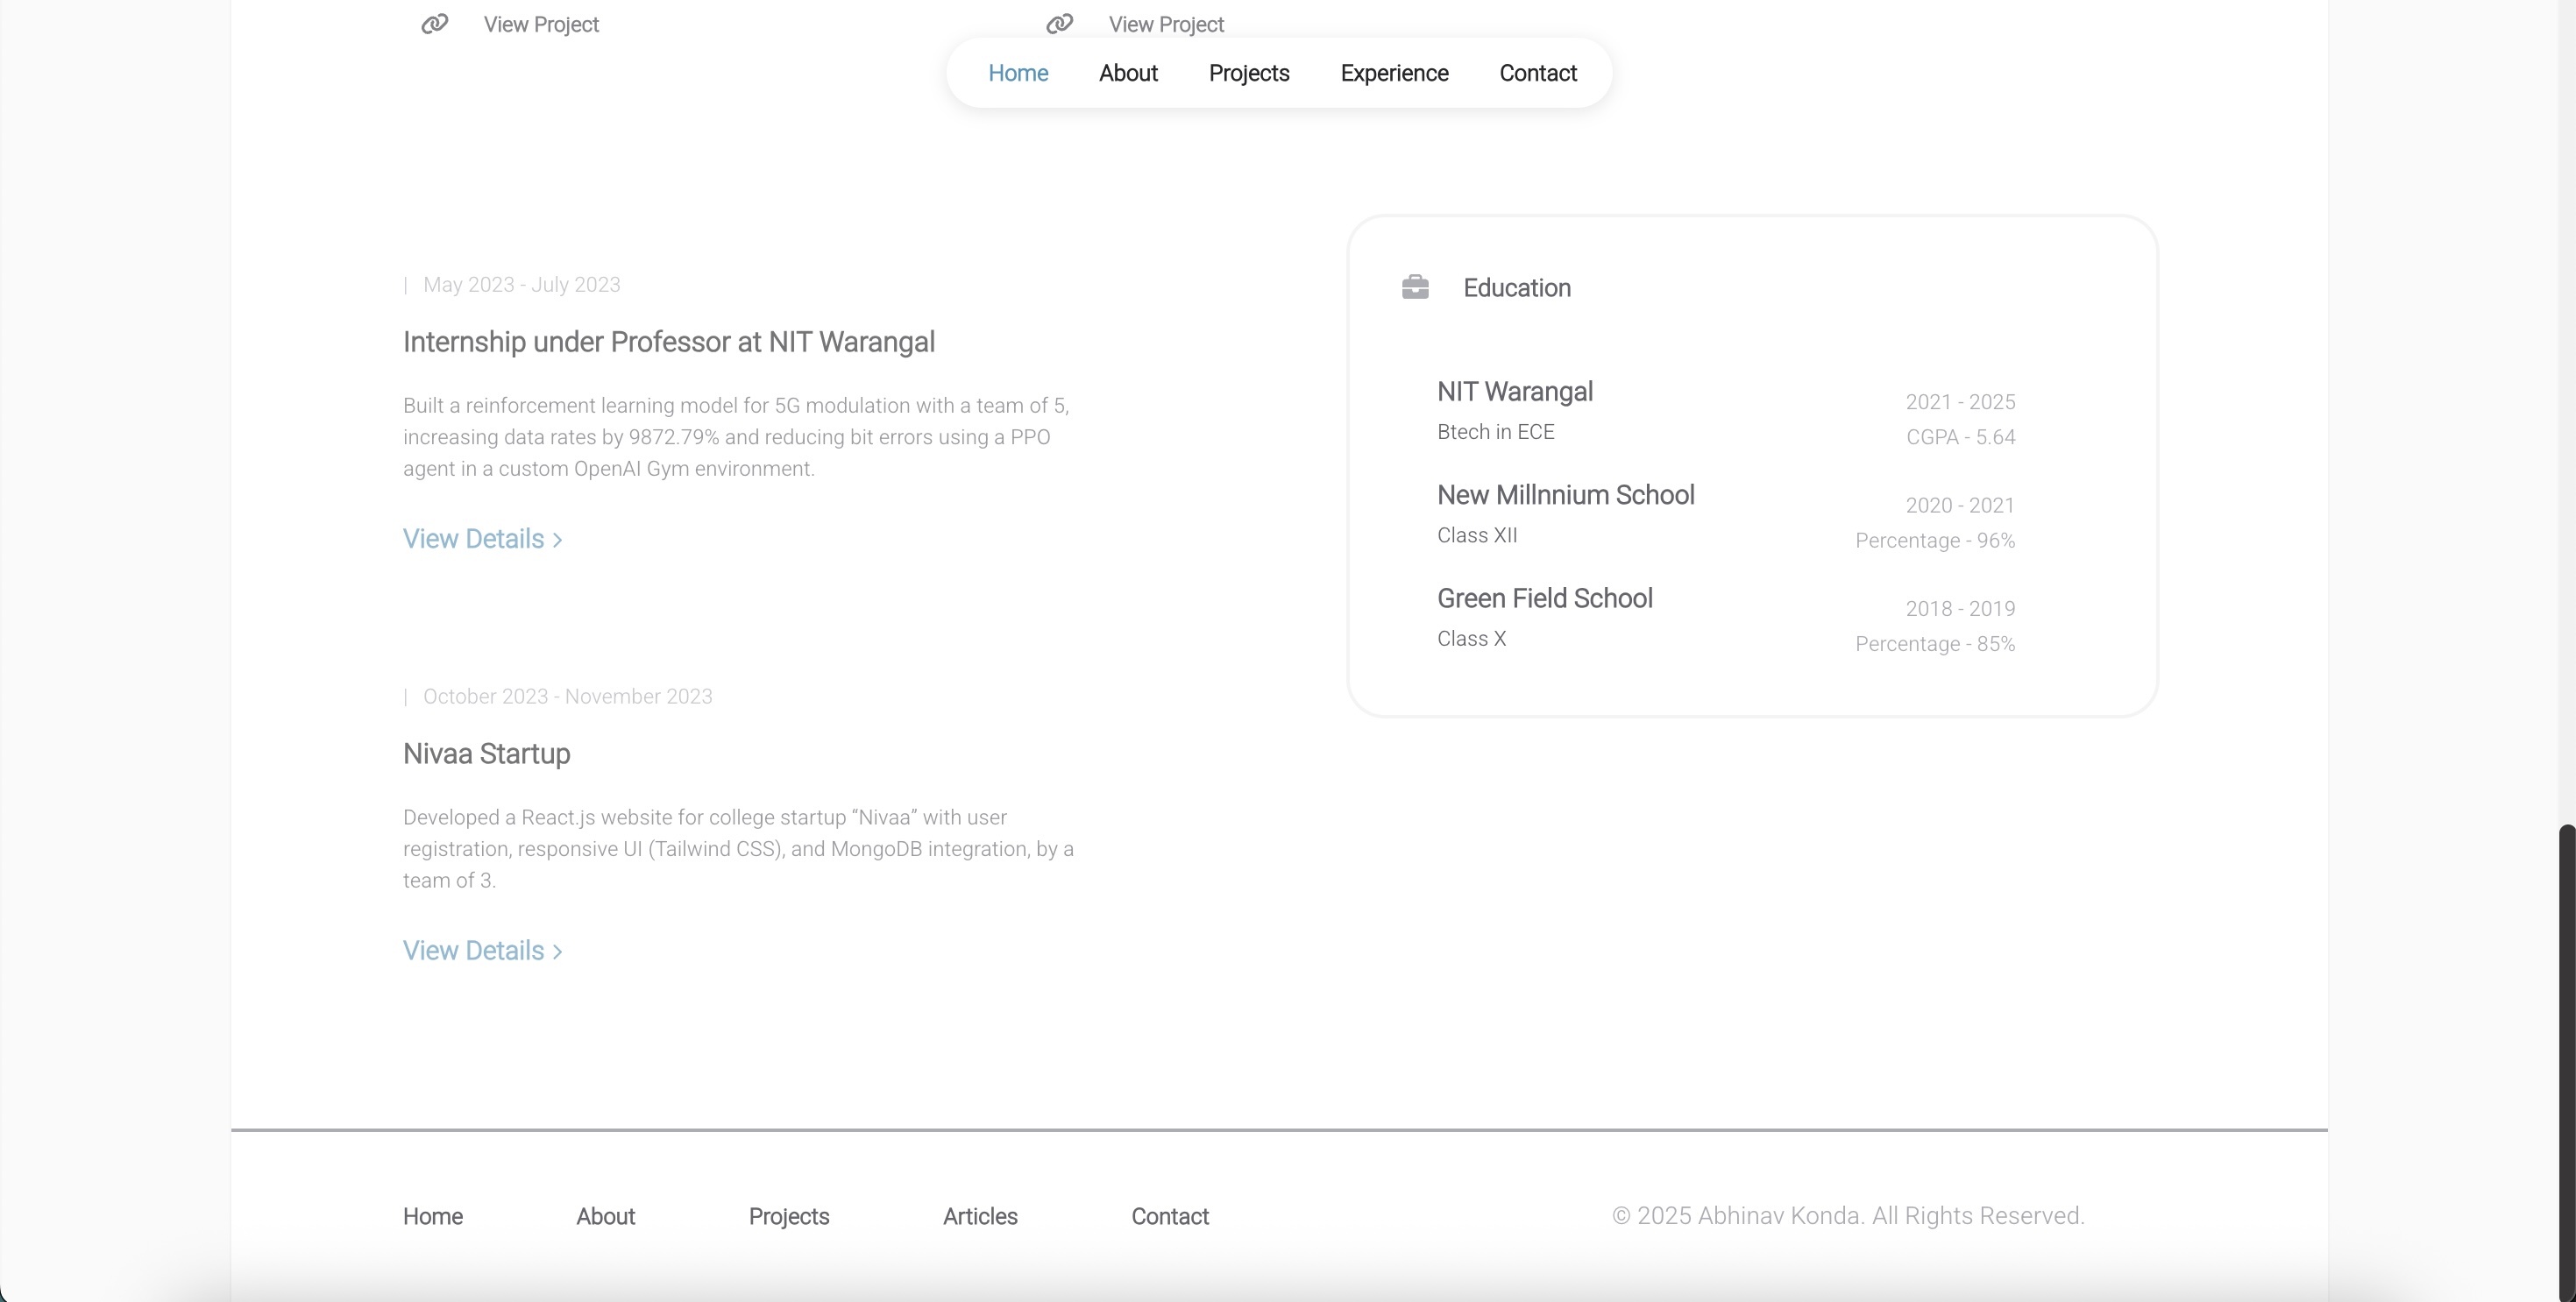 View Project
View Project
Home About Projects Experience Contact
| May 2023 - July 2023
Internship under Professor at NIT Warangal
Built a reinforcement learning model for 5G modulation with a team of 5,
increasing data rates by 9872.79% and reducing bit errors using a PPO
agent in a custom OpenAI Gym environment.
View Details >
| October 2023 - November 2023
Nivaa Startup
Developed a React.js website for college startup “Nivaa” with user
registration, responsive UI (Tailwind CSS), and MongoDB integration, by a
team of 3.
View Details >
Education
NIT Warangal
Btech in ECE
2021 - 2025
CGPA - 5.64
New Millnnium School
Class XII
2020 - 2021
Percentage - 96%
Green Field School
Class X
2018 - 2019
Percentage - 85%
Home About Projects Articles Contact
© 2025 Abhinav Konda. All Rights Reserved.